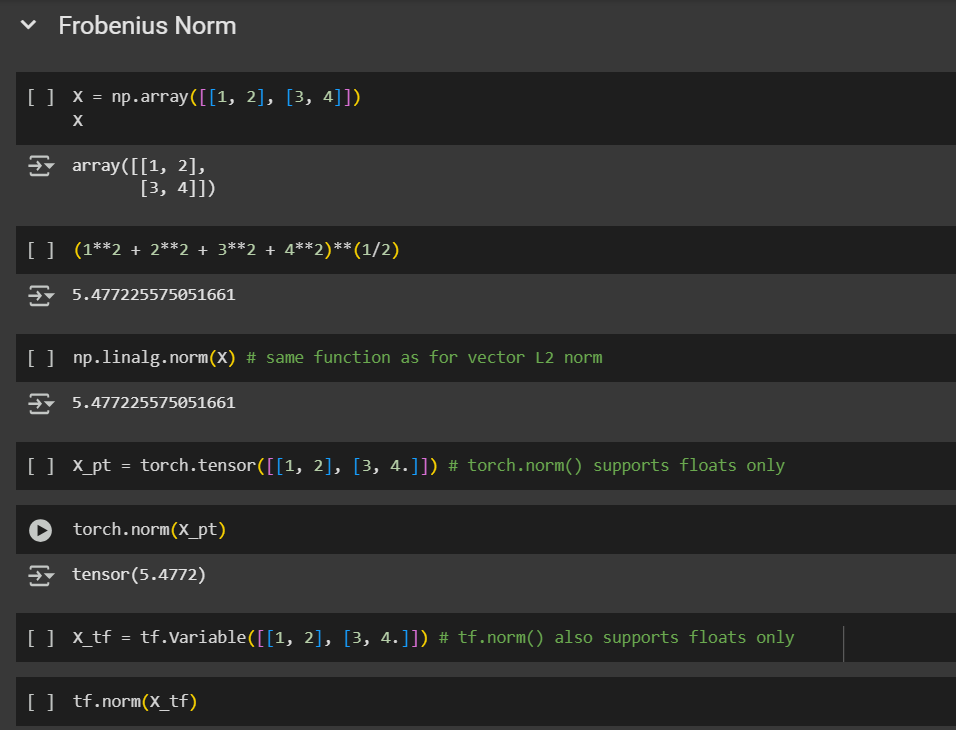 Frobenius Norm
[ ] X = np.array([[1, 2], [3, 4]])
X
array([[1, 2],
       [3, 4]])
[ ] (1**2 + 2**2 + 3**2 + 4**2)**(1/2)
5.477225575051661
[ ] np.linalg.norm(X) # same function as for vector L2 norm
5.477225575051661
[ ] X_pt = torch.tensor([[1, 2], [3, 4.]]) # torch.norm() supports floats only
torch.norm(X_pt)
tensor(5.4772)
[ ] X_tf = tf.Variable([[1, 2], [3, 4.]]) # tf.norm() also supports floats only
[ ] tf.norm(X_tf)